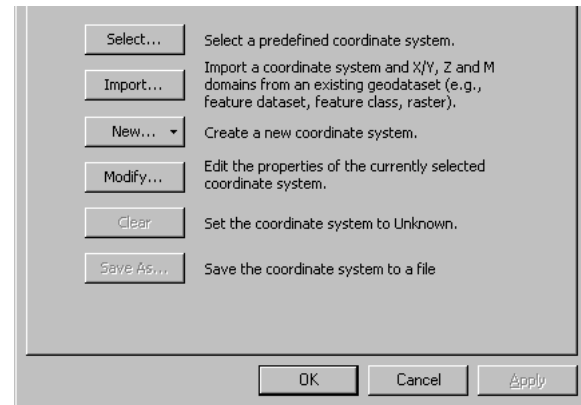 Select... Select a predefined coordinate system.
Import a coordinate system and X/Y, Z and M
Import... domains from an existing geodataset (e.g.,
feature dataset, feature class, raster).
New... Create a new coordinate system.
Edit the properties of the currently selected
Modify... coordinate system.
Clear Set the coordinate system to Unknown.
Save As... Save the coordinate system to a file
OK Cancel Apply